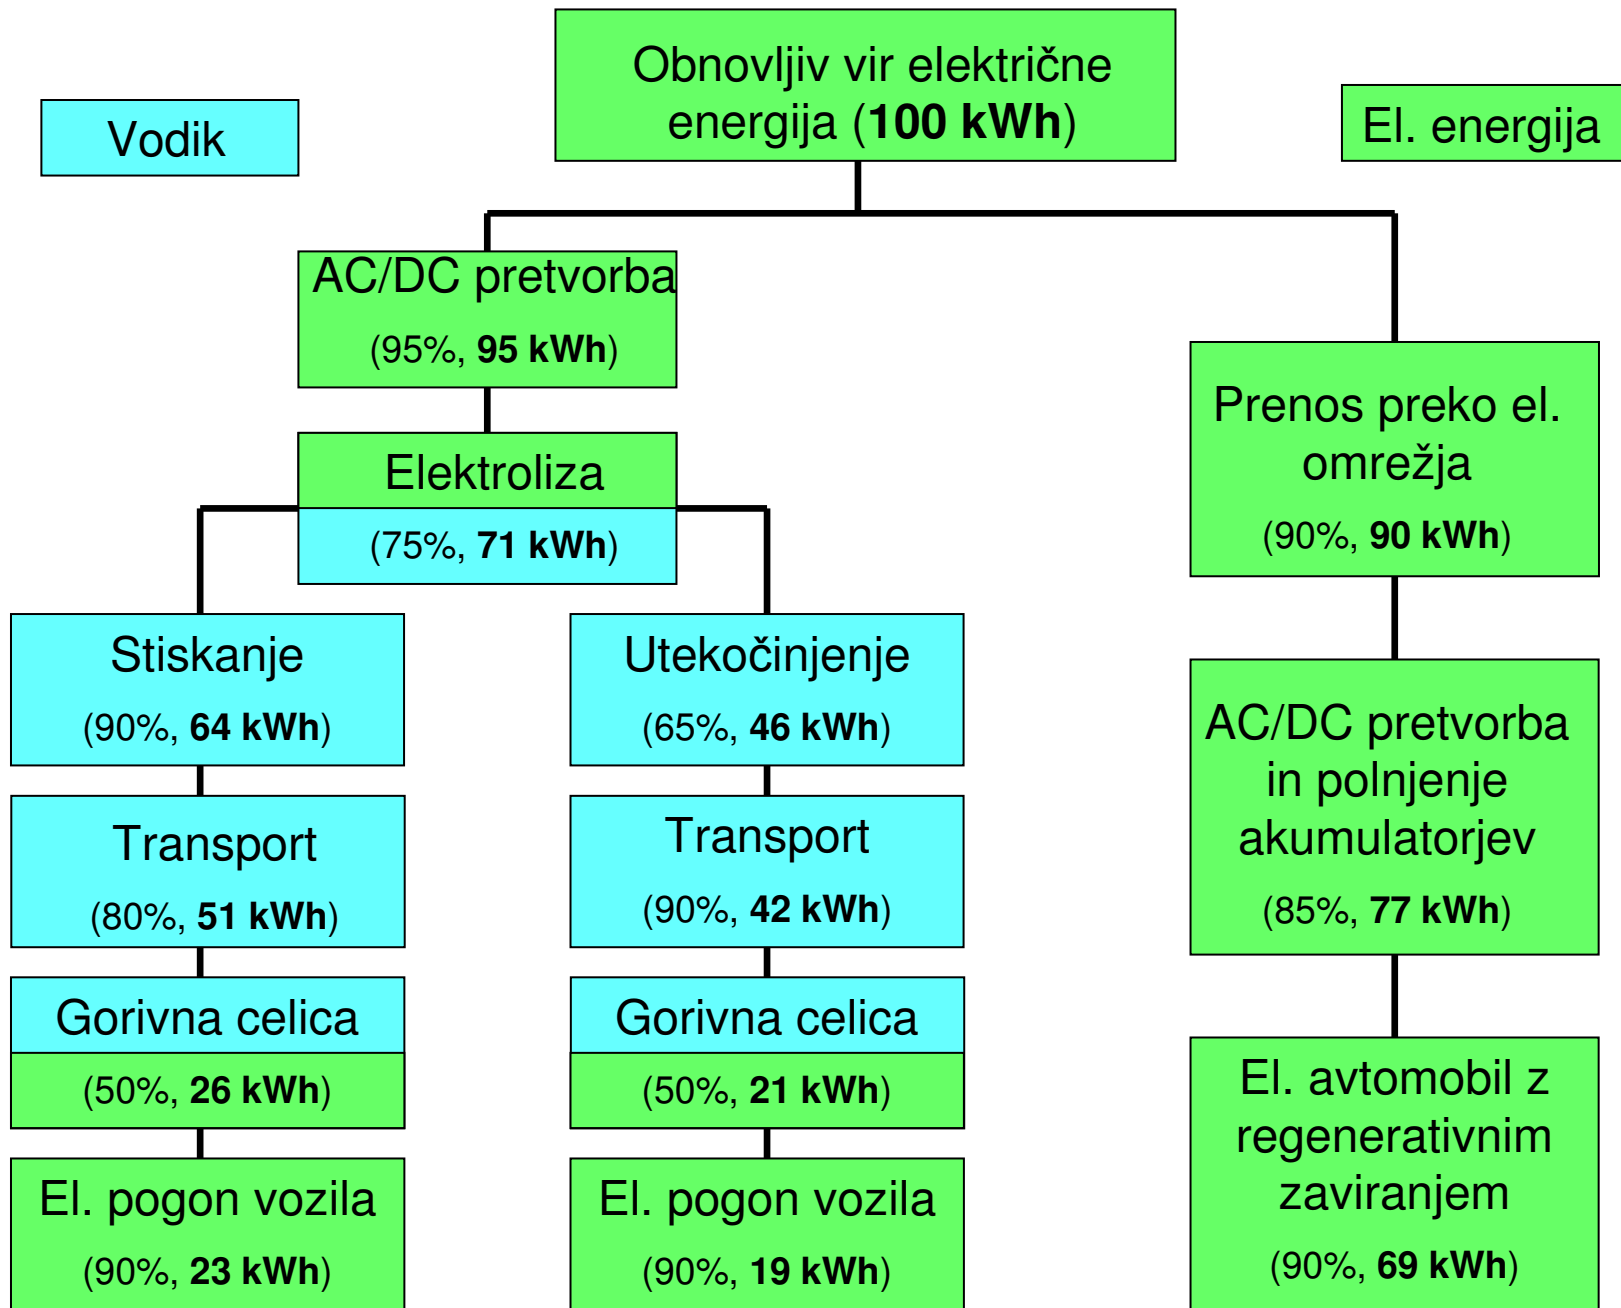 Obnovljiv vir električne
energija (100 kWh)
Vodik
El. energija
AC/DC pretvorba
(95%, 95 kWh)
Elektroliza
(75%, 71 kWh)
Stiskanje
(90%, 64 kWh)
Transport
(80%, 51 kWh)
Gorivna celica
(50%, 26 kWh)
El. pogon vozila
(90%, 23 kWh)
Utekočinjenje
(65%, 46 kWh)
Transport
(90%, 42 kWh)
Gorivna celica
(50%, 21 kWh)
El. pogon vozila
(90%, 19 kWh)
Prenos preko el.
omrežja
(90%, 90 kWh)
AC/DC pretvorba
in polnjenje
akumulatorjev
(85%, 77 kWh)
El. avtomobil z
regenerativnim
zaviranjem
(90%, 69 kWh)